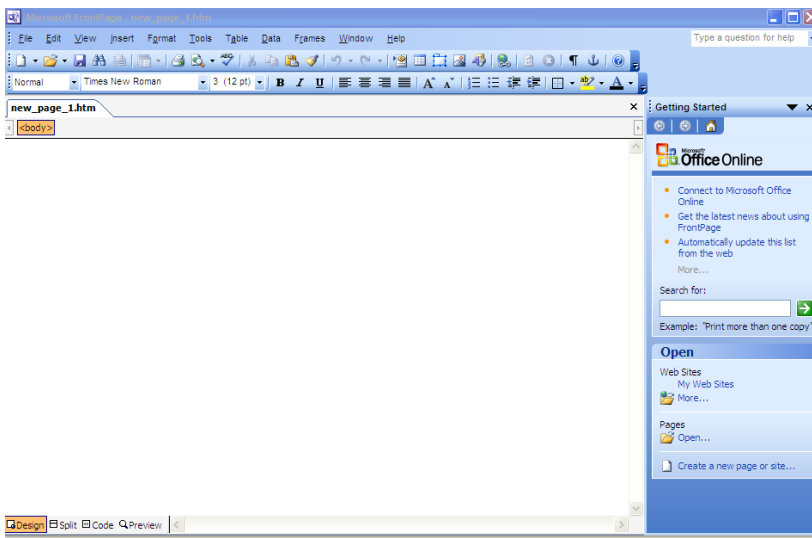 Microsoft FrontPage - new_page_1.htm
File Edit View Insert Format Tools Table Data Frames Window Help
Type a question for help
Normal Times New Roman 3 (12 pt) B I U A A ab A
new_page_1.htm
<body>
Getting Started
Microsoft
Office Online
Connect to Microsoft Office
Online
Get the latest news about using
FrontPage
Automatically update this list
from the web
More...
Search for:
Example: "Print more than one copy"
Open
Web Sites
My Web Sites
More...
Pages
Open...
Create a new page or site...
Design Split Code Preview